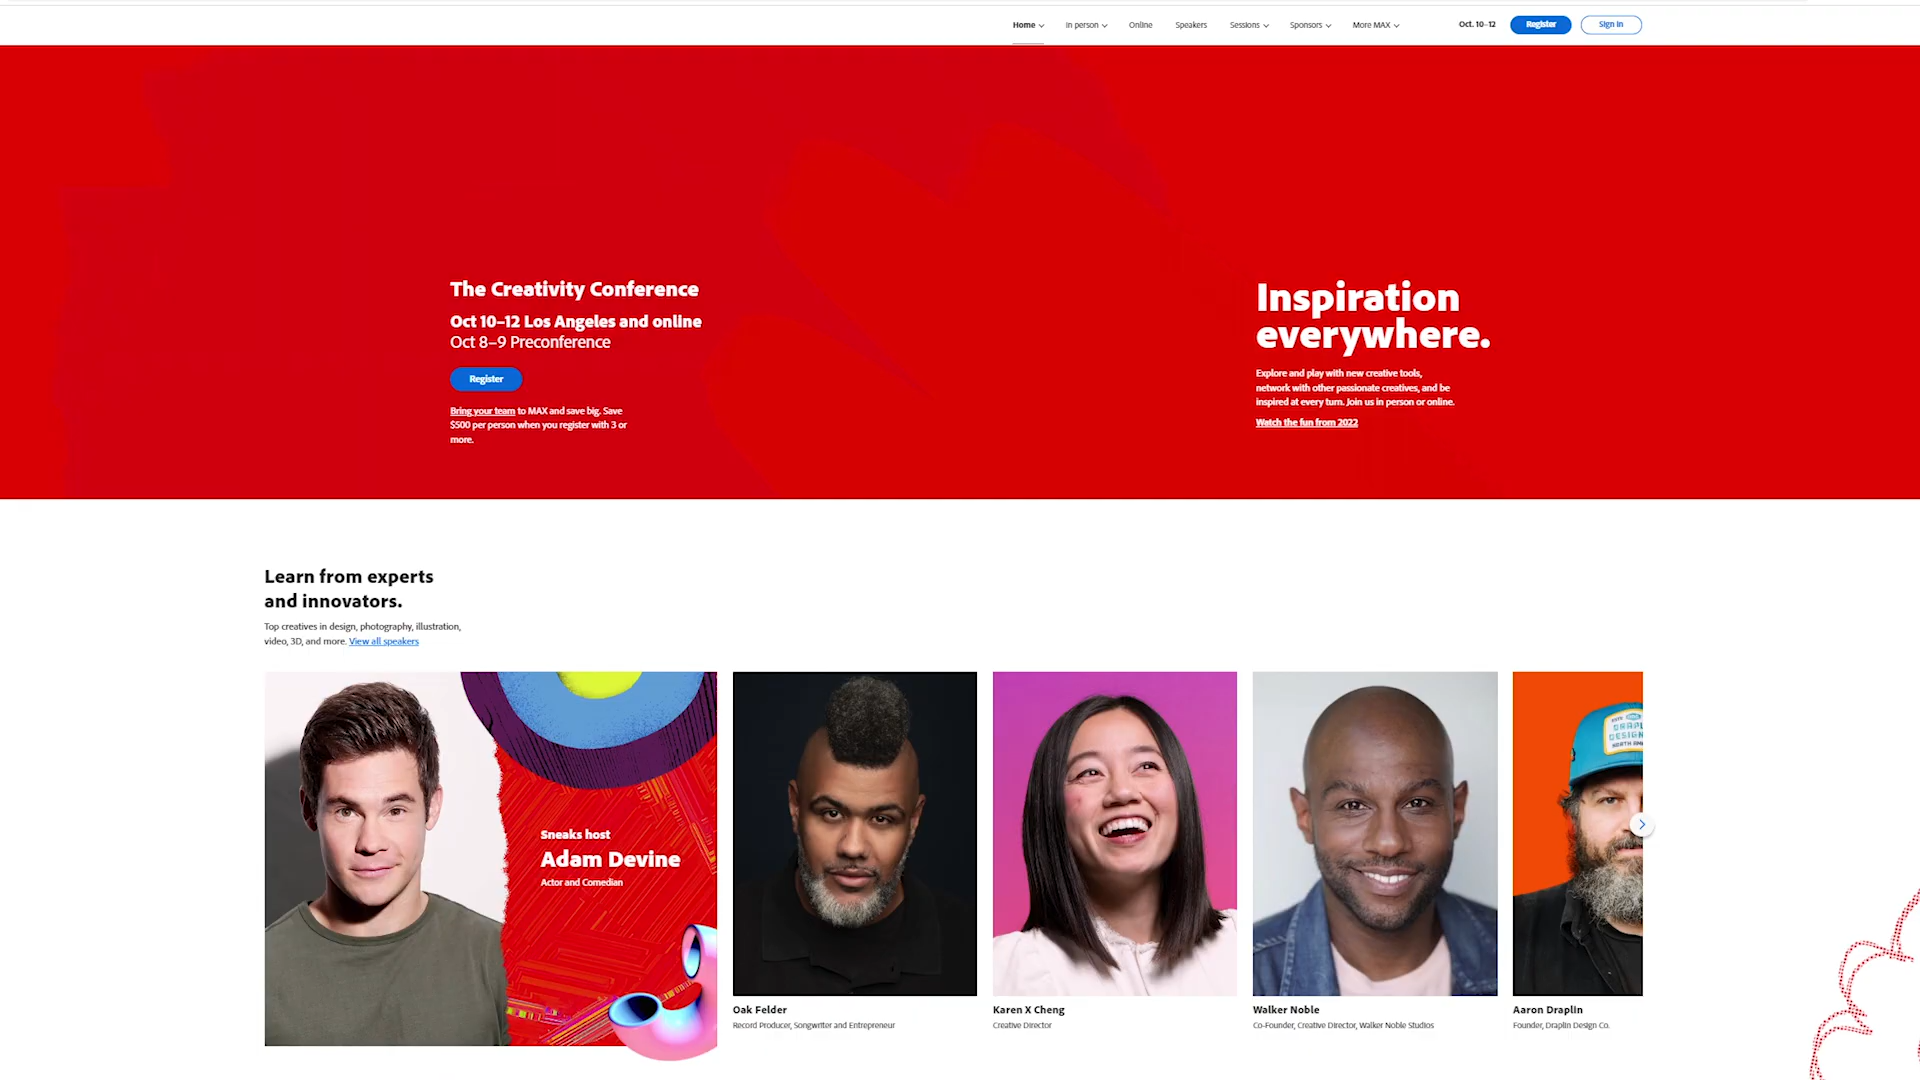 Home
In person
Online
Speakers
Sessions
Sponsors
More MAX
Oct. 10–12
Register
Sign In
The Creativity Conference
Oct 10–12 Los Angeles and online
Oct 8–9 Preconference
Register
Bring your team to MAX and save big. Save
$500 per person when you register with 3 or
more.
Inspiration
everywhere.
Explore and play with new creative tools,
network with other passionate creatives, and be
inspired at every turn. Join us in person or online.
Watch the fun from 2022
Learn from experts
and innovators.
Top creatives in design, photography, illustration,
video, 3D, and more. View all speakers
Sneaks host
Adam Devine
Actor and Comedian
Oak Felder
Record Producer, Songwriter and Entrepreneur
Karen X Cheng
Creative Director
Walker Noble
Co-Founder, Creative Director, Walker Noble Studios
Aaron Draplin
Founder, Draplin Design Co.